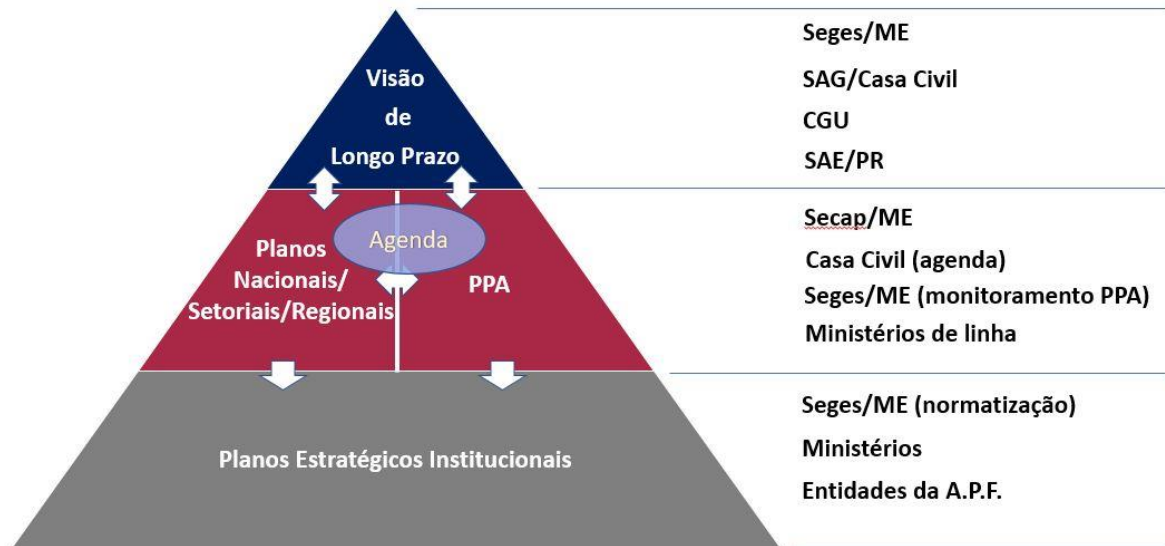 Visão
de
Longo Prazo
Agenda
Planos
Nacionais/
Setoriais/Regionais
PPA
Planos Estratégicos Institucionais
Seges/ME
SAG/Casa Civil
CGU
SAE/PR
Secap/ME
Casa Civil (agenda)
Seges/ME (monitoramento PPA)
Ministérios de linha
Seges/ME (normatização)
Ministérios
Entidades da A.P.F.